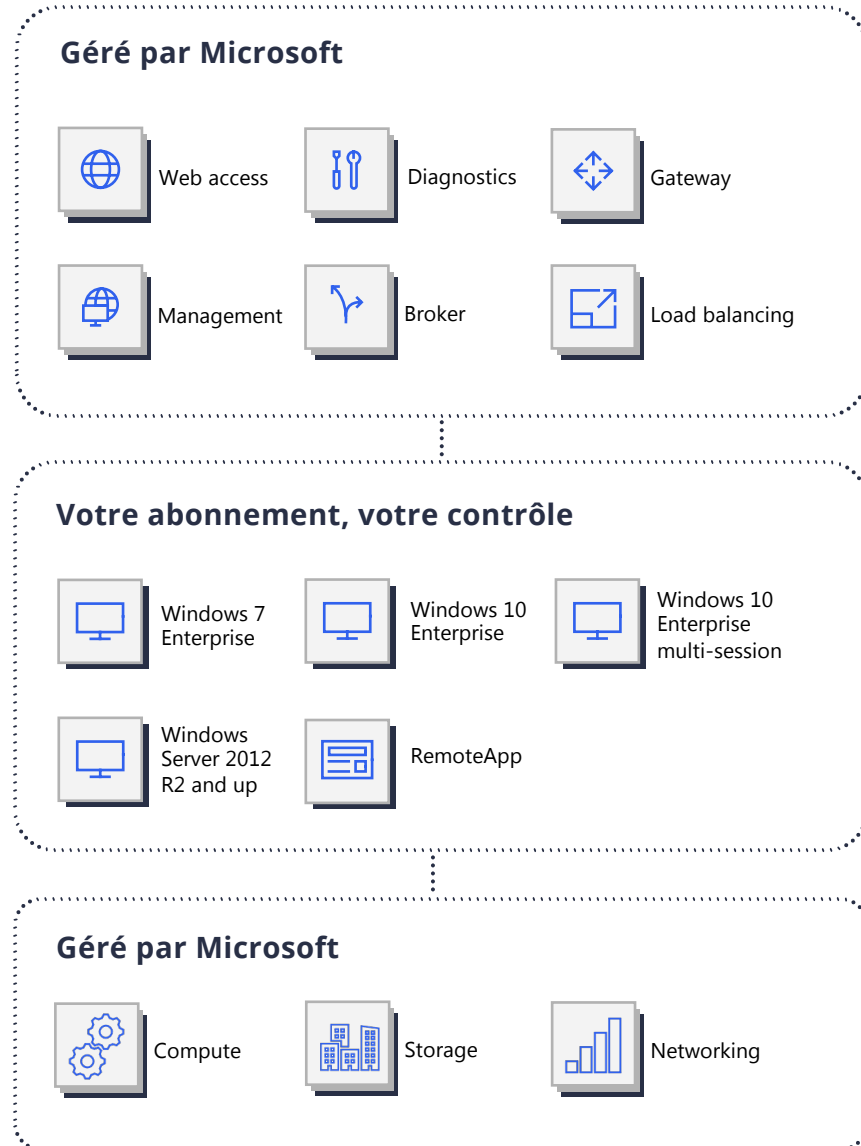 Géré par Microsoft
Web access
Diagnostics
Gateway
Management
Broker
Load balancing
Votre abonnement, votre contrôle
Windows 7
Enterprise
Windows 10
Enterprise
Windows 10
Enterprise
multi-session
Windows
Server 2012
R2 and up
RemoteApp
Géré par Microsoft
Compute
Storage
Networking